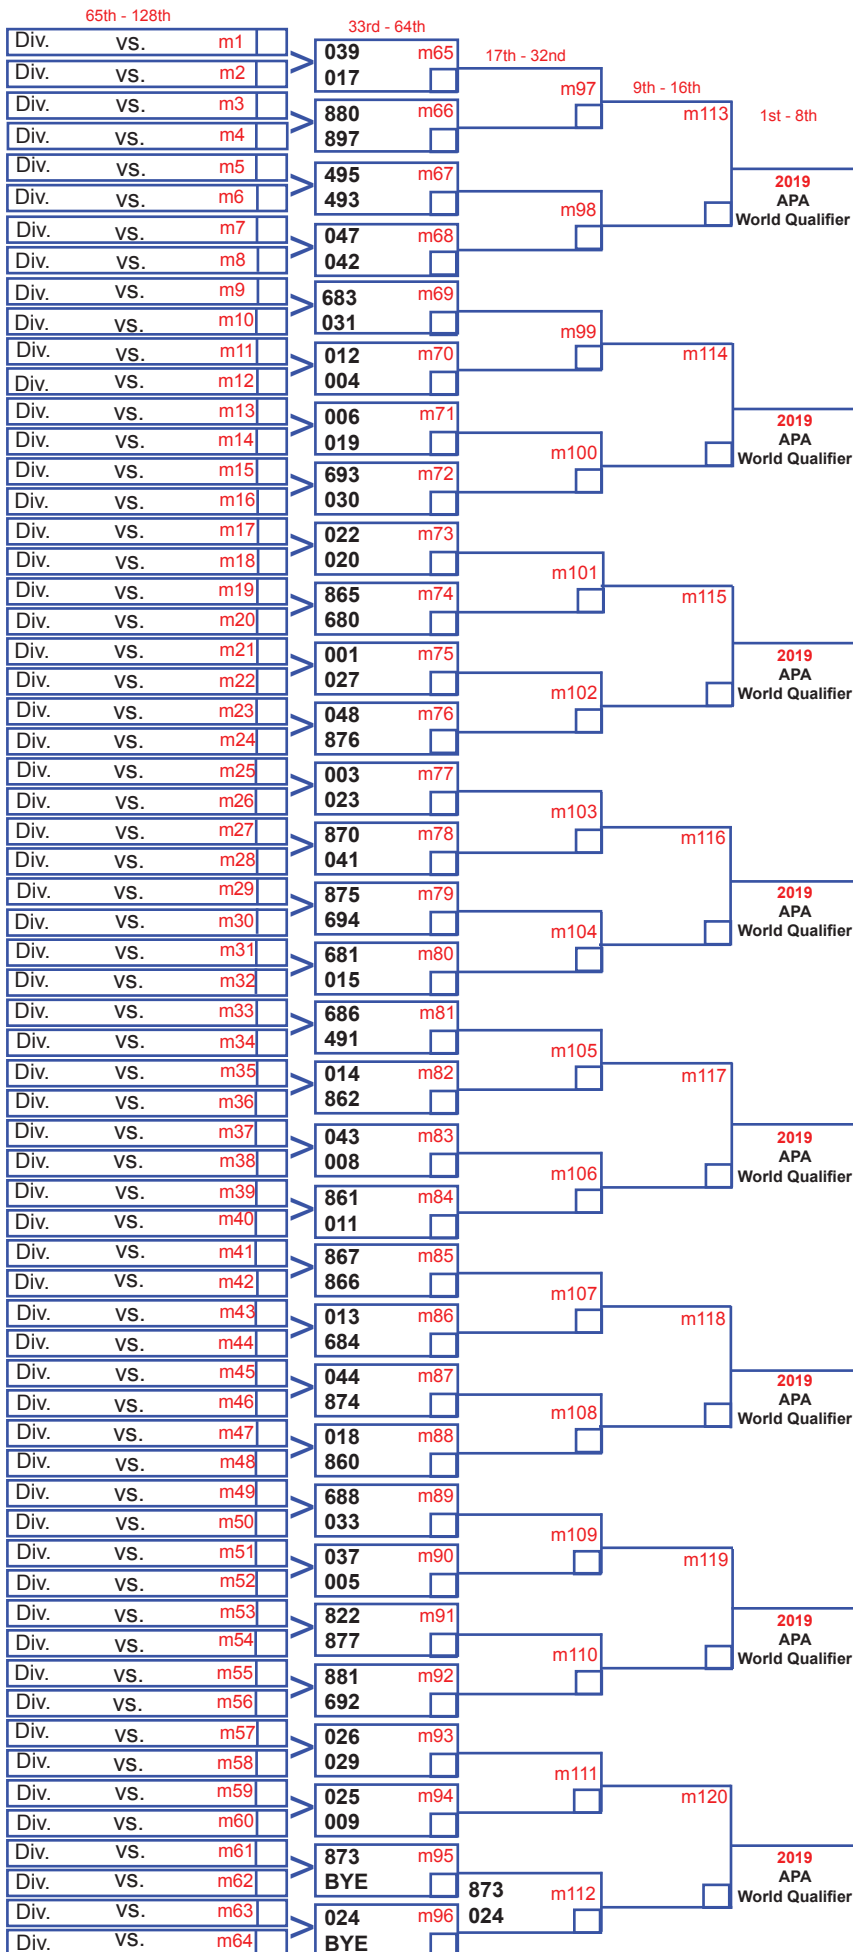 65th - 128th
33rd - 64th
17th - 32nd
9th - 16th
1st - 8th
Div. vs. m1
Div. vs. m2
Div. vs. m3
Div. vs. m4
Div. vs. m5
Div. vs. m6
Div. vs. m7
Div. vs. m8
Div. vs. m9
Div. vs. m10
Div. vs. m11
Div. vs. m12
Div. vs. m13
Div. vs. m14
Div. vs. m15
Div. vs. m16
Div. vs. m17
Div. vs. m18
Div. vs. m19
Div. vs. m20
Div. vs. m21
Div. vs. m22
Div. vs. m23
Div. vs. m24
Div. vs. m25
Div. vs. m26
Div. vs. m27
Div. vs. m28
Div. vs. m29
Div. vs. m30
Div. vs. m31
Div. vs. m32
Div. vs. m33
Div. vs. m34
Div. vs. m35
Div. vs. m36
Div. vs. m37
Div. vs. m38
Div. vs. m39
Div. vs. m40
Div. vs. m41
Div. vs. m42
Div. vs. m43
Div. vs. m44
Div. vs. m45
Div. vs. m46
Div. vs. m47
Div. vs. m48
Div. vs. m49
Div. vs. m50
Div. vs. m51
Div. vs. m52
Div. vs. m53
Div. vs. m54
Div. vs. m55
Div. vs. m56
Div. vs. m57
Div. vs. m58
Div. vs. m59
Div. vs. m60
Div. vs. m61
Div. vs. m62
Div. vs. m63
Div. vs. m64
039 m65
017
880 m66
897
495 m67
493
047 m68
042
683 m69
031
012 m70
004
006 m71
019
693 m72
030
022 m73
020
865 m74
680
001 m75
027
048 m76
876
003 m77
023
870 m78
041
875 m79
694
681 m80
015
686 m81
491
014 m82
862
043 m83
008
861 m84
011
867 m85
866
013 m86
684
044 m87
874
018 m88
860
688 m89
033
037 m90
005
822 m91
877
881 m92
692
026 m93
029
025 m94
009
873 m95
BYE
024 m96
BYE
m97
m98
m99
m100
m101
m102
m103
m104
m105
m106
m107
m108
m109
m110
m111
873 m112
024
m113
m114
m115
m116
m117
m118
m119
m120
2019
APA
World Qualifier
2019
APA
World Qualifier
2019
APA
World Qualifier
2019
APA
World Qualifier
2019
APA
World Qualifier
2019
APA
World Qualifier
2019
APA
World Qualifier
2019
APA
World Qualifier